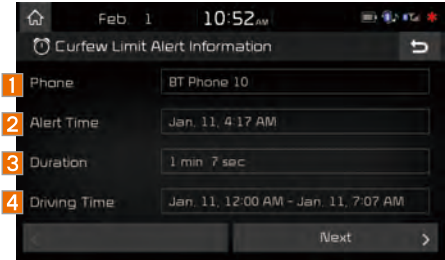 Feb. 1 10:52 AM
Curfew Limit Alert Information
1 Phone BT Phone 10
2 Alert Time Jan. 11, 4:17 AM
3 Duration 1 min 7 sec
4 Driving Time Jan. 11, 12:00 AM - Jan. 11, 7:07 AM
< Next >